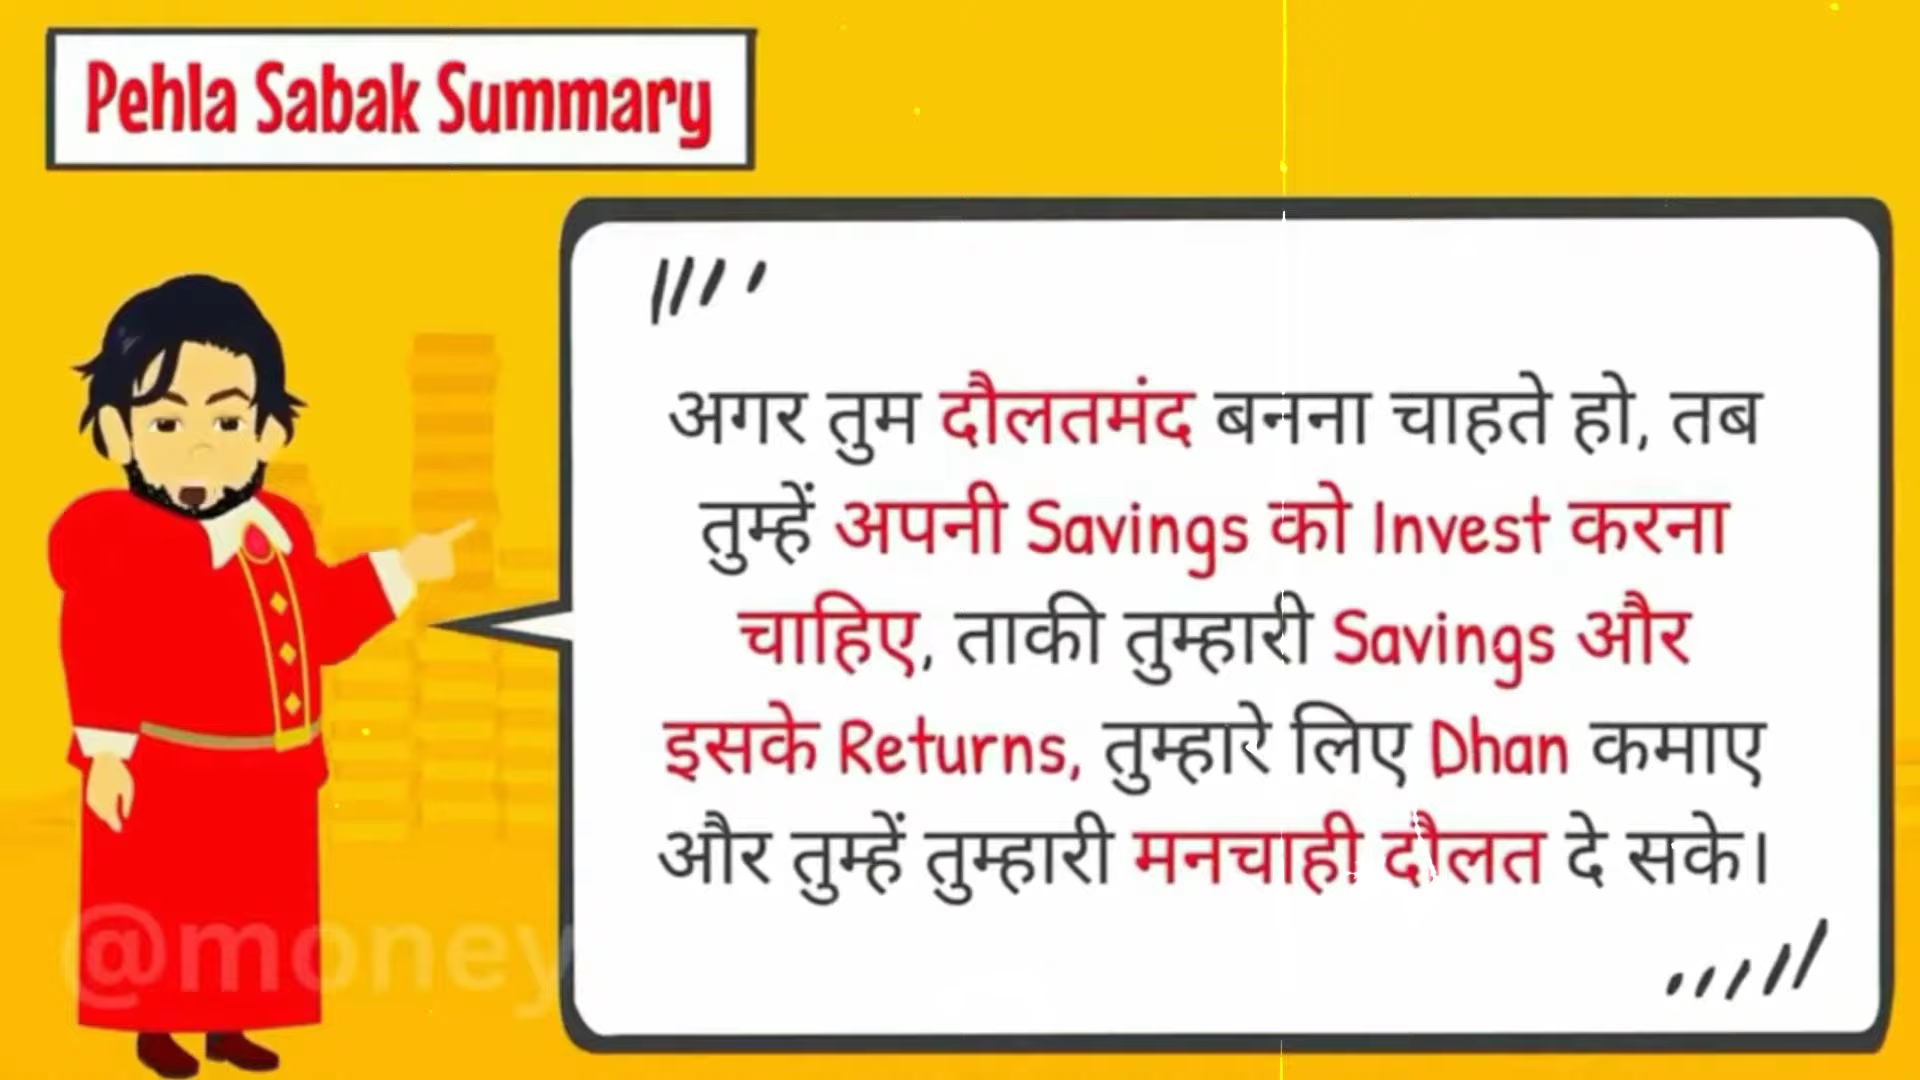 Pehla Sabak Summary
अगर तुम दौलतमंद बनना चाहते हो, तब
तुम्हें अपनी Savings को Invest करना
चाहिए, ताकी तुम्हारी Savings और
इसके Returns, तुम्हारे लिए Dhan कमाए
और तुम्हें तुम्हारी मनचाही दौलत दे सके।
@money